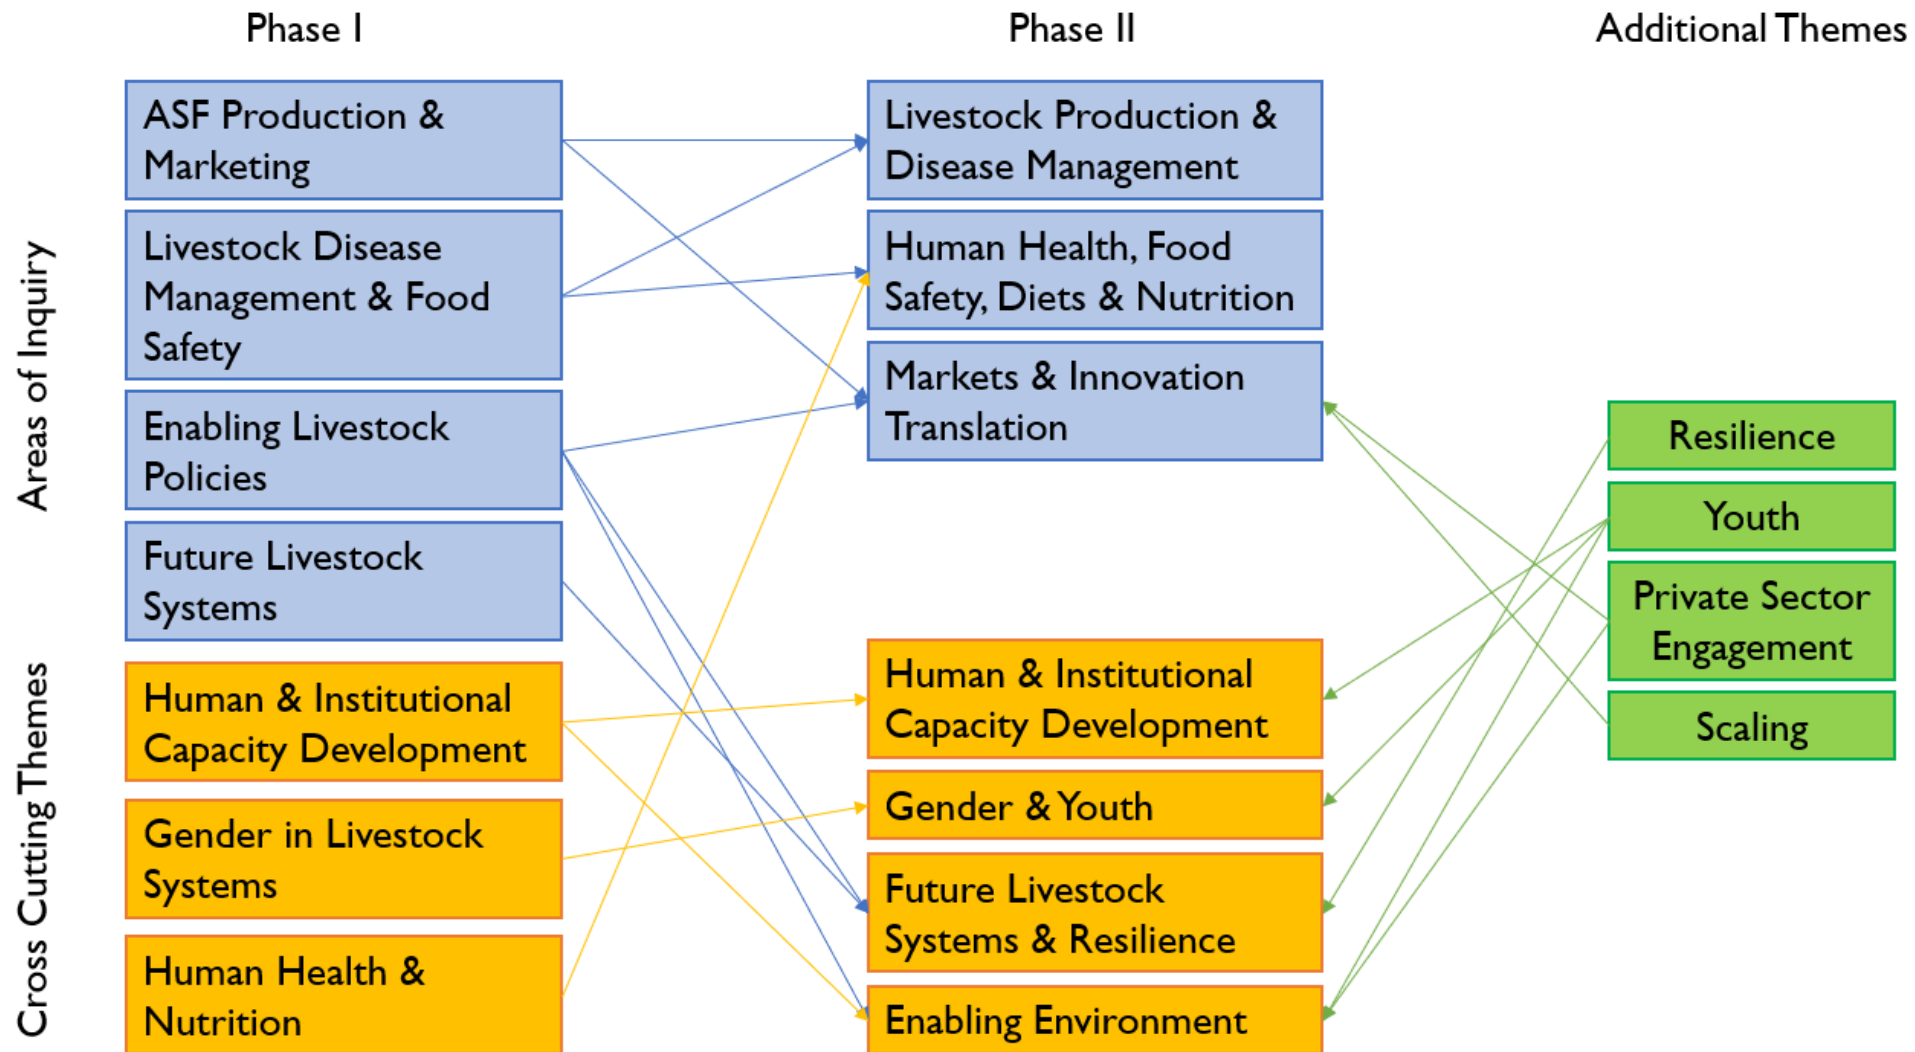 Phase I
Phase II
Additional Themes
Areas of Inquiry
Cross Cutting Themes
ASF Production &
Marketing
Livestock Disease
Management & Food
Safety
Enabling Livestock
Policies
Future Livestock
Systems
Human & Institutional
Capacity Development
Gender in Livestock
Systems
Human Health &
Nutrition
Livestock Production &
Disease Management
Human Health, Food
Safety, Diets & Nutrition
Markets & Innovation
Translation
Human & Institutional
Capacity Development
Gender & Youth
Future Livestock
Systems & Resilience
Enabling Environment
Resilience
Youth
Private Sector
Engagement
Scaling